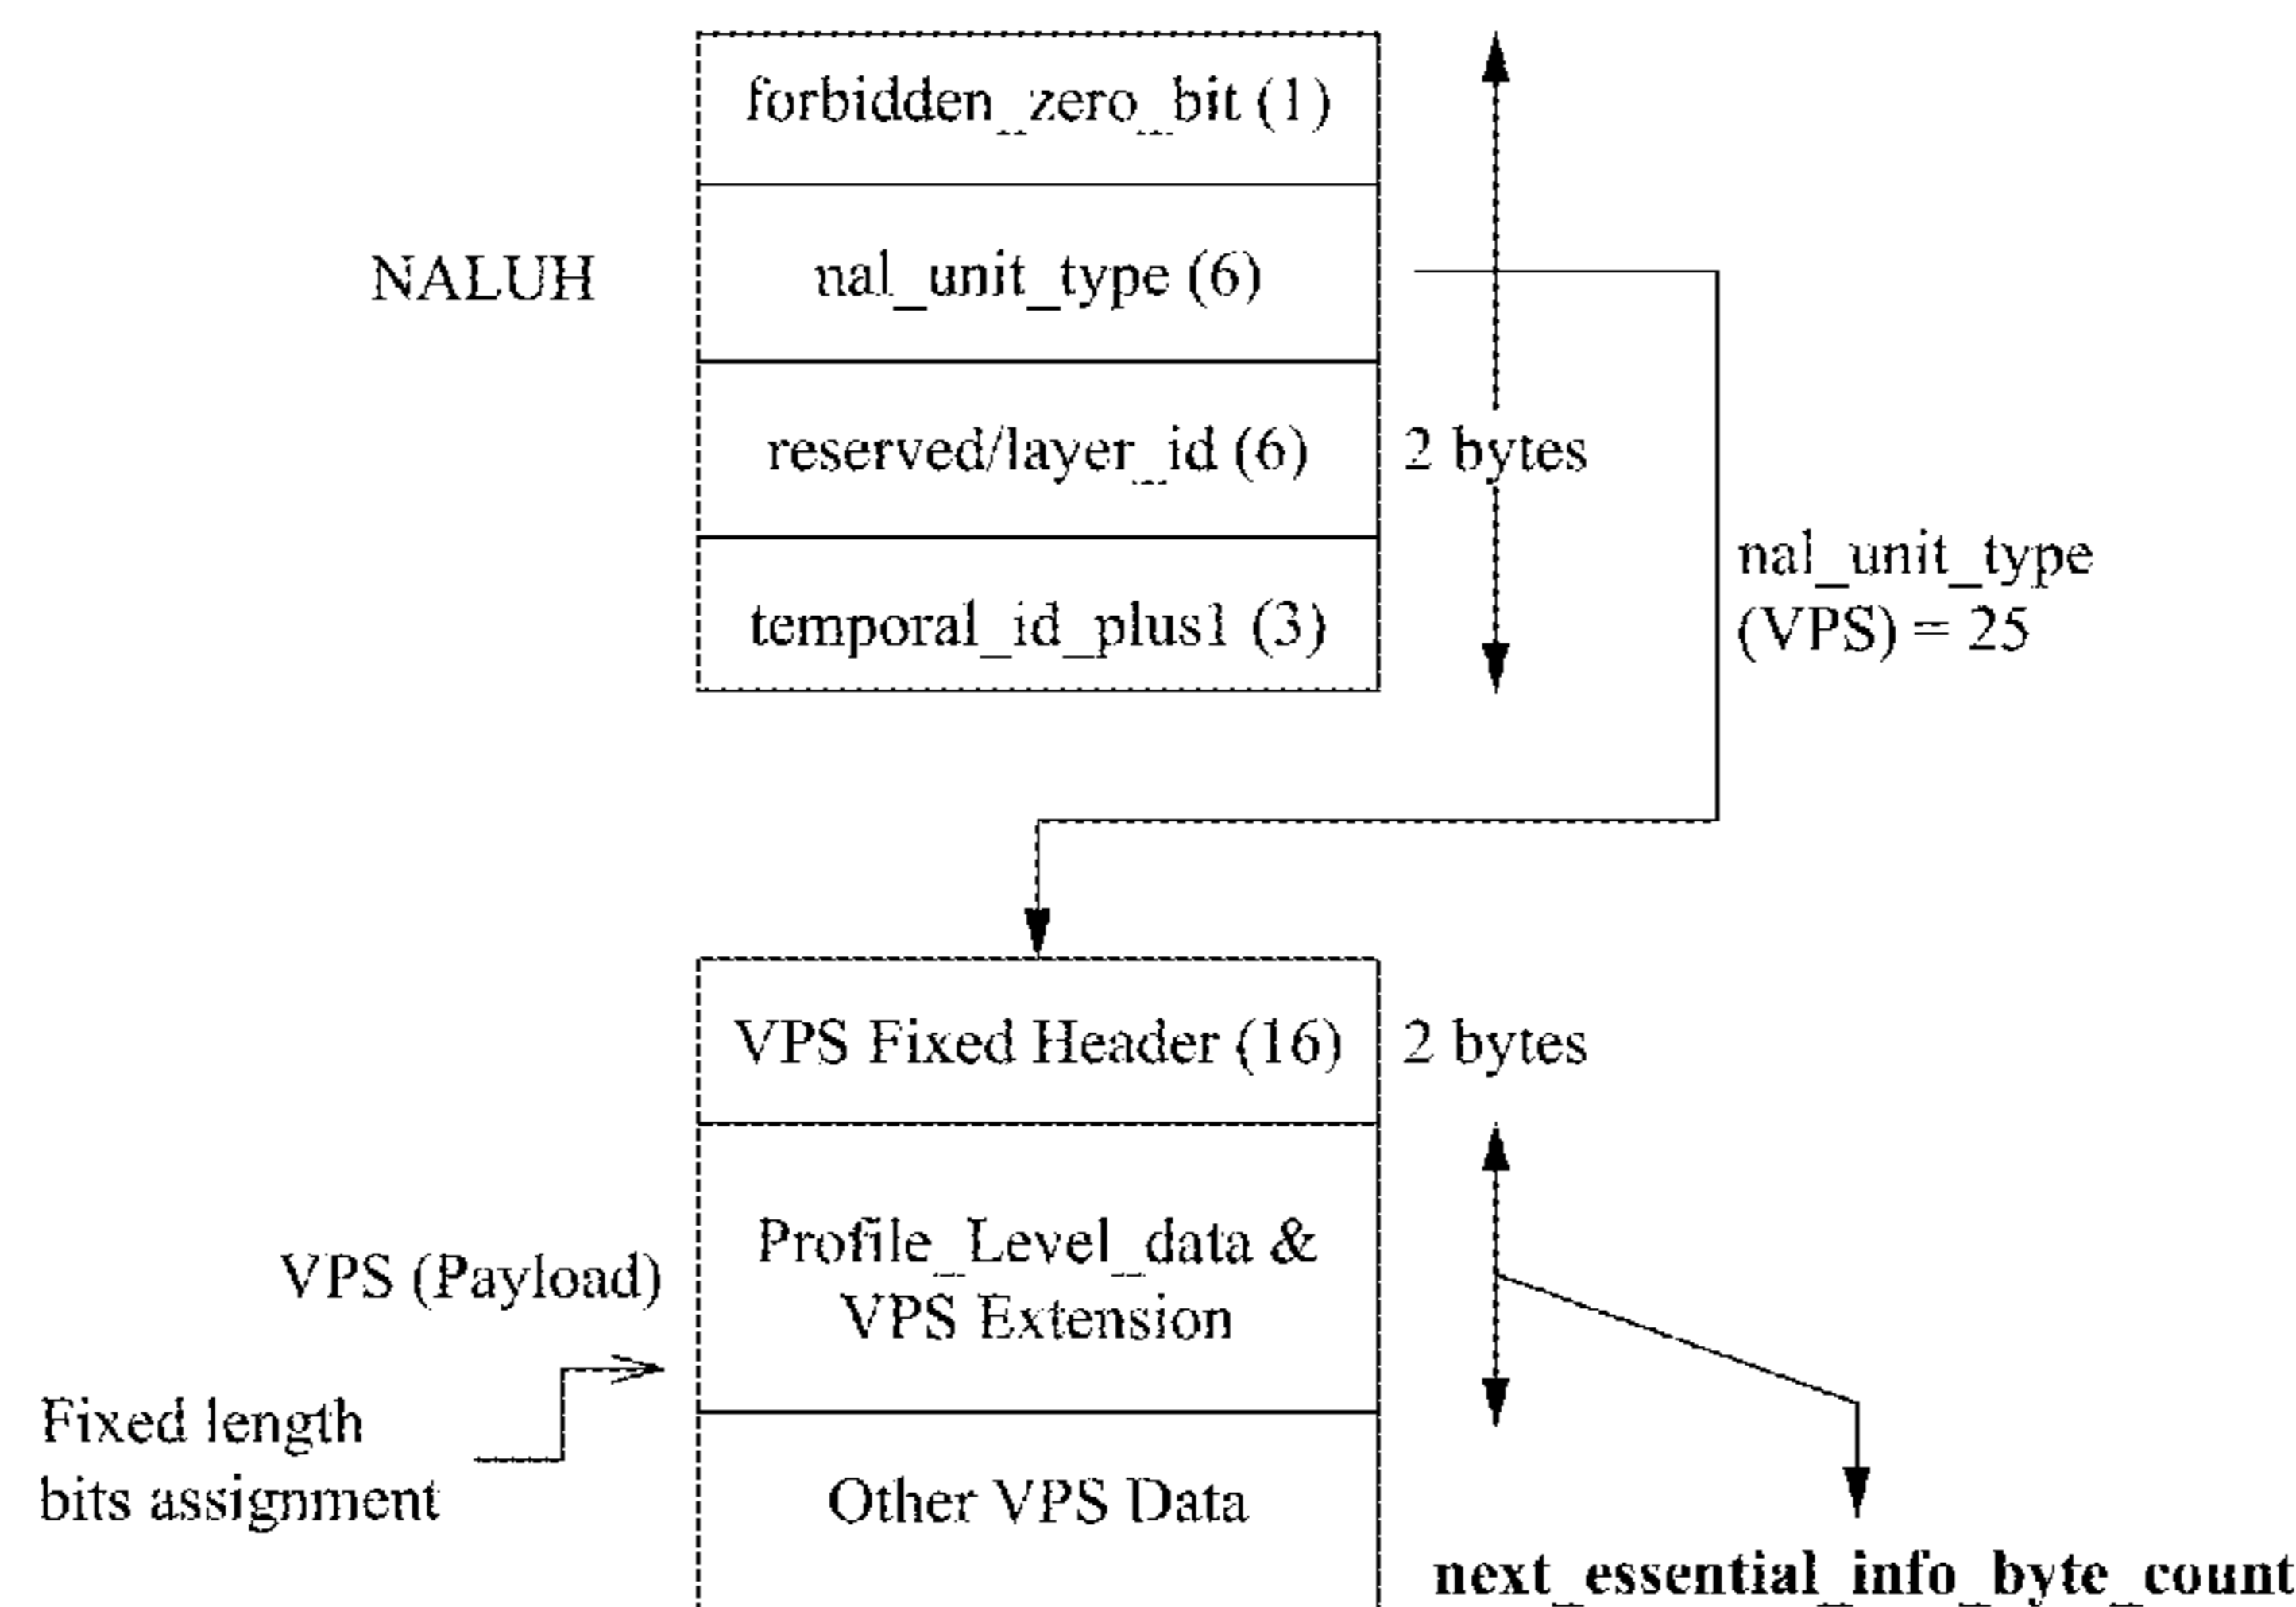 forbidden_zero_bit (1)
NALUH
nal_unit_type (6)
reserved/layer_id (6)
2 bytes
temporal_id_plus1 (3)
nal_unit_type
(VPS) = 25
VPS Fixed Header (16)
2 bytes
Profile_Level_data &
VPS Extension
VPS (Payload)
Fixed length
bits assignment
Other VPS Data
next_essential_info_byte_count